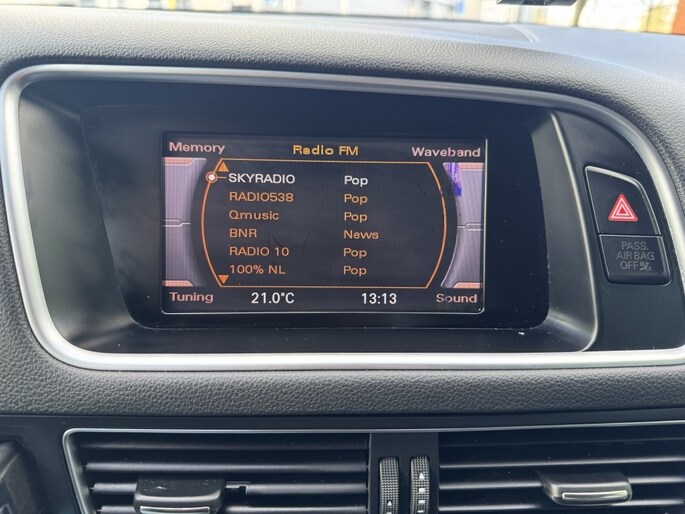 Memory Radio FM Waveband
SKYRADIO Pop
RADIO538 Pop
Qmusic Pop
BNR News
RADIO 10 Pop
100% NL Pop
Tuning 21.0°C 13:13 Sound
PASS.
AIR BAG
OFF